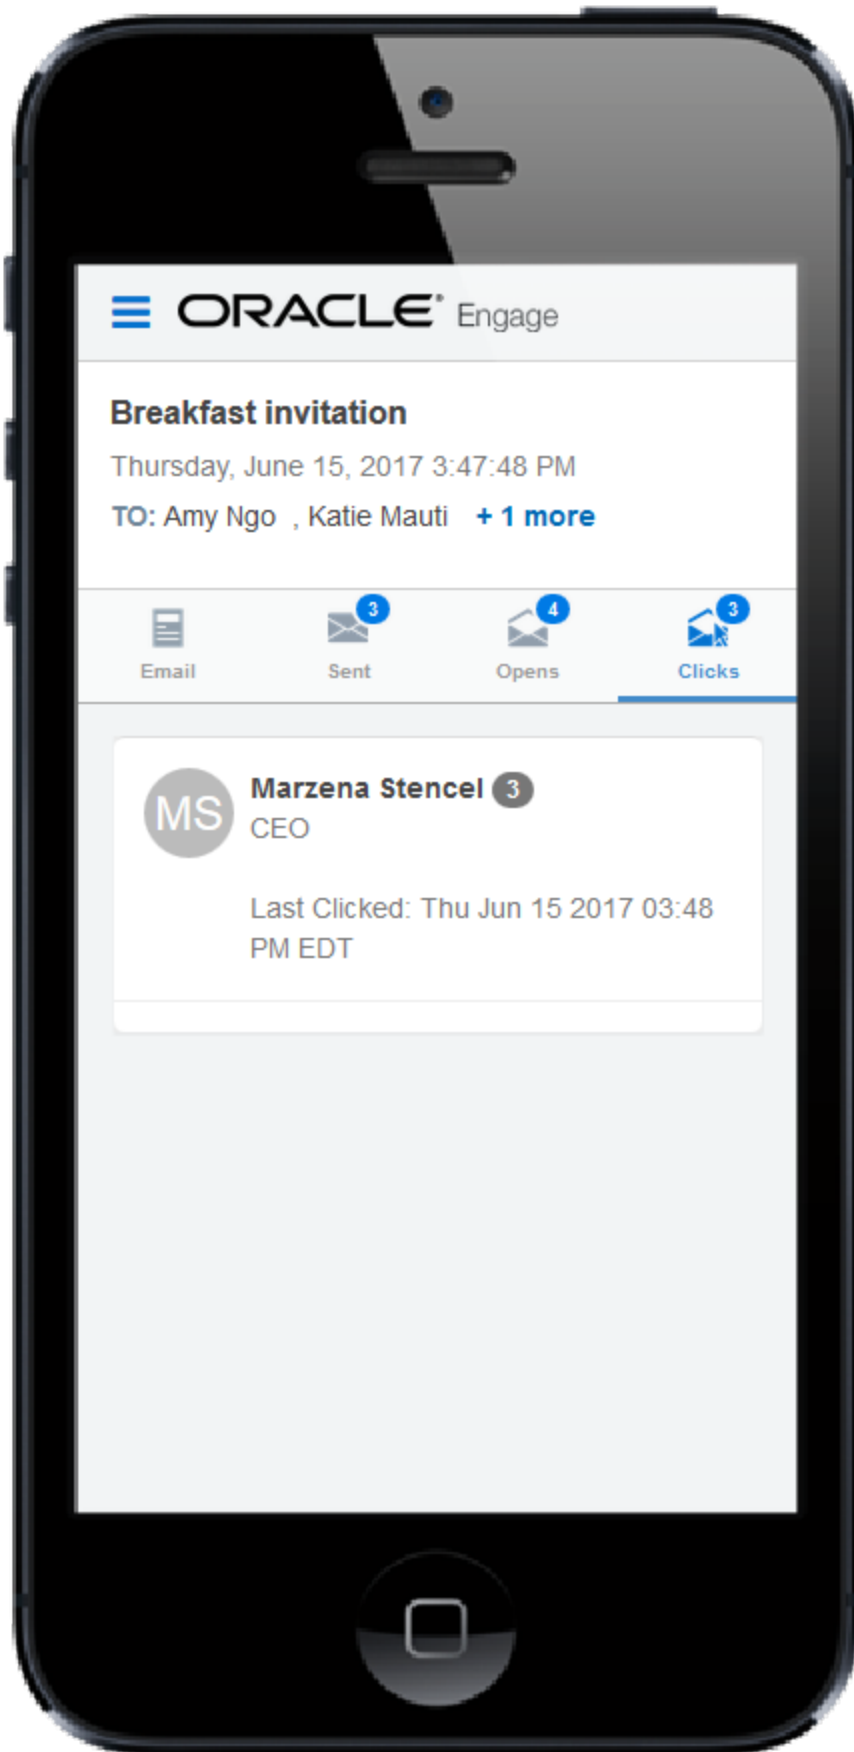 ORACLE® Engage
Breakfast invitation
Thursday, June 15, 2017 3:47:48 PM
TO: Amy Ngo , Katie Mauti + 1 more
3 4 3
Email Sent Opens Clicks
MS Marzena Stencel 3
CEO
Last Clicked: Thu Jun 15 2017 03:48
PM EDT